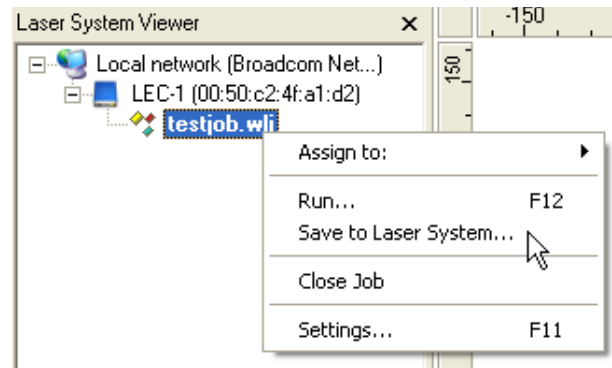 Laser System Viewer
-150
150
Local network (Broadcom Net...)
LEC-1 (00:50:c2:4f:a1:d2)
testjob.wli
Assign to:
Run... F12
Save to Laser System...
Close Job
Settings... F11